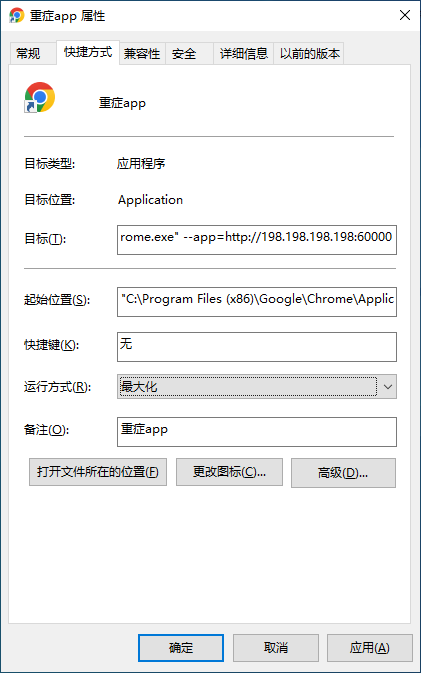 重症app 属性
常规 快捷方式 兼容性 安全 详细信息 以前的版本
重症app
目标类型: 应用程序
目标位置: Application
目标(T): rome.exe" --app=http://198.198.198.198:60000
起始位置(S): "C:\Program Files (x86)\Google\Chrome\Applic
快捷键(K): 无
运行方式(R): 最大化
备注(O): 重症app
打开文件所在的位置(F) 更改图标(C)... 高级(D)...
确定 取消 应用(A)